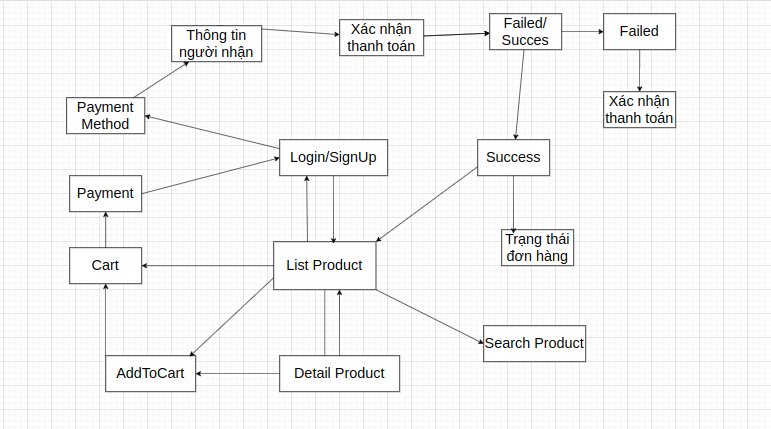 Thông tin
người nhận
Xác nhận
thanh toán
Failed/
Succes
Failed
Payment
Method
Xác nhận
thanh toán
Login/SignUp
Success
Payment
Trạng thái
đơn hàng
Cart
List Product
Search Product
AddToCart
Detail Product